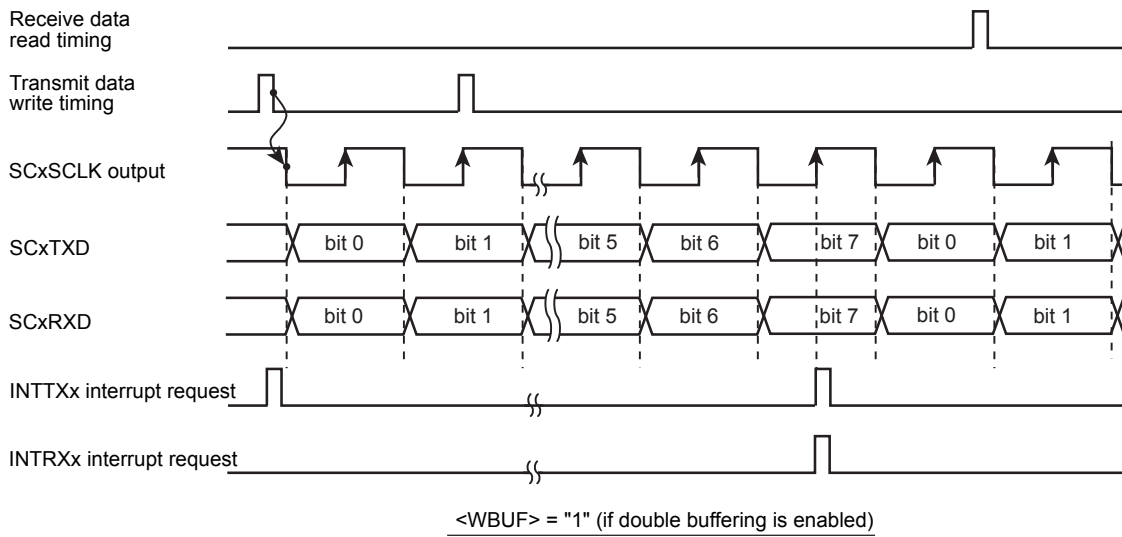 Receive data
read timing
Transmit data
write timing
SCxSCLK output
SCxTXD
bit 0
bit 1
bit 5
bit 6
bit 7
bit 0
bit 1
SCxRXD
bit 0
bit 1
bit 5
bit 6
bit 7
bit 0
bit 1
INTTXx interrupt request
INTRXx interrupt request
<WBUF> = "1" (if double buffering is enabled)